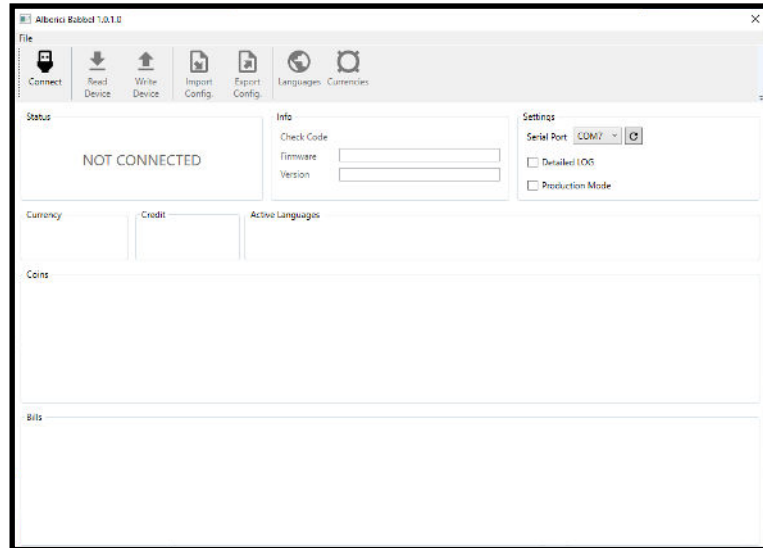 Alberici Babbel 1.0.1.0
File
Connect
Read Device
Write Device
Import Config.
Export Config.
Languages
Currencies
Status
NOT CONNECTED
Info
Check Code
Firmware
Version
Settings
Serial Port COM7
Detailed LOG
Production Mode
Currency
Credit
Active Languages
Coins
Bills